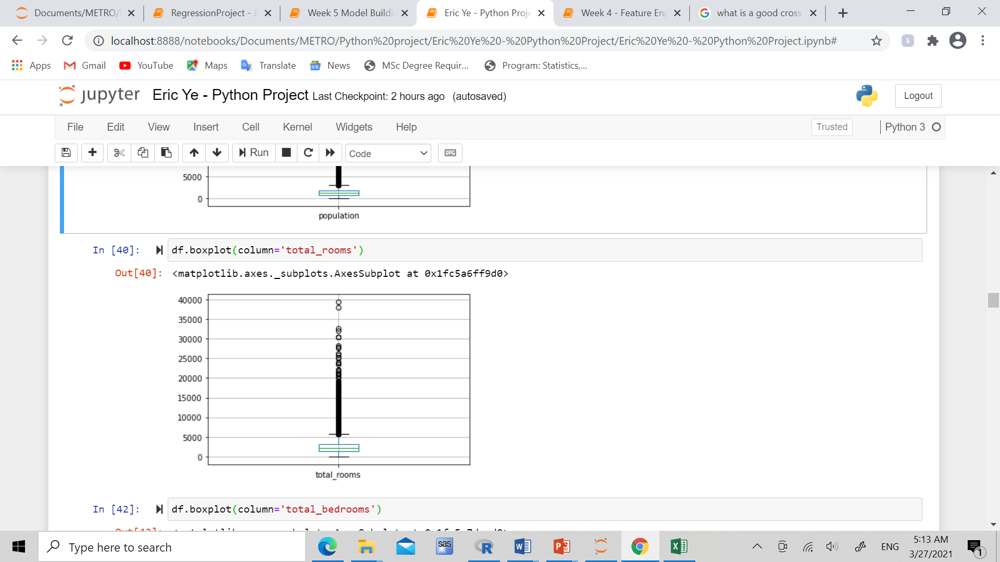 Documents/METRO/
RegressionProject - J
Week 5 Model Buildi
Eric Ye - Python Proje
Week 4 - Feature Eng
what is a good cross
localhost:8888/notebooks/Documents/METRO/Python%20project/Eric%20Ye%20-%20Python%20Project/Eric%20Ye%20-%20Python%20Project.ipynb#
Apps
Gmail
YouTube
Maps
Translate
News
MSc Degree Requir...
Program: Statistics,...
jupyter
Eric Ye - Python Project Last Checkpoint: 2 hours ago (autosaved)
Logout
File
Edit
View
Insert
Cell
Kernel
Widgets
Help
Trusted
Python 3
Run
Code
5000
0
population
In [40]:
df.boxplot(column='total_rooms')
Out[40]:
<matplotlib.axes._subplots.AxesSubplot at 0x1fc5a6ff9d0>
40000
35000
30000
25000
20000
15000
10000
5000
0
total_rooms
In [42]:
df.boxplot(column='total_bedrooms')
Type here to search
sas
ENG
5:13 AM
3/27/2021
1